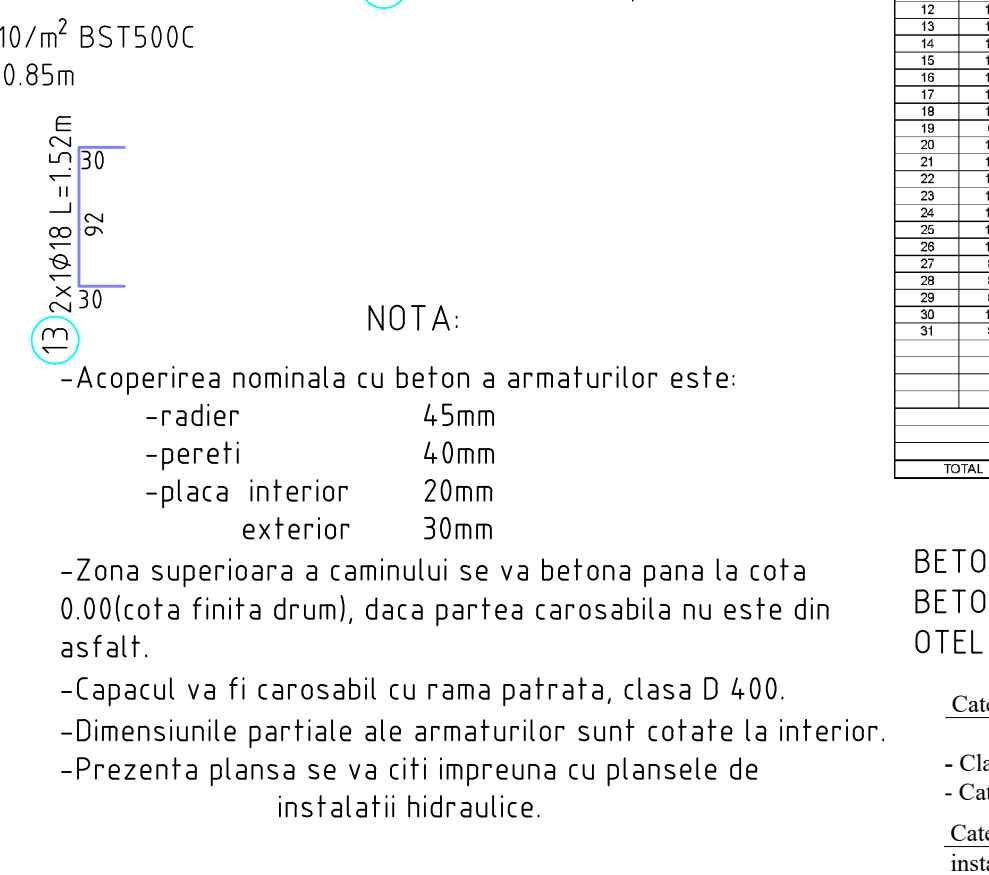 10/m² BST500C
0.85m
13 2x1ϕ18 L=1.52m
30
92
30
NOTA:
-Acoperirea nominala cu beton a armaturilor este:
-radier 45mm
-pereti 40mm
-placa interior 20mm
exterior 30mm
-Zona superioara a caminului se va betona pana la cota
0.00(cota finita drum), daca partea carosabila nu este din
asfalt.
-Capacul va fi carosabil cu rama patrata, clasa D 400.
-Dimensiunile partiale ale armaturilor sunt cotate la interior.
-Prezenta plansa se va citi impreuna cu plansele de
instalatii hidraulice.
12
13
14
15
16
17
18
19
20
21
22
23
24
25
26
27
28
29
30
31
TOTAL
OTEL